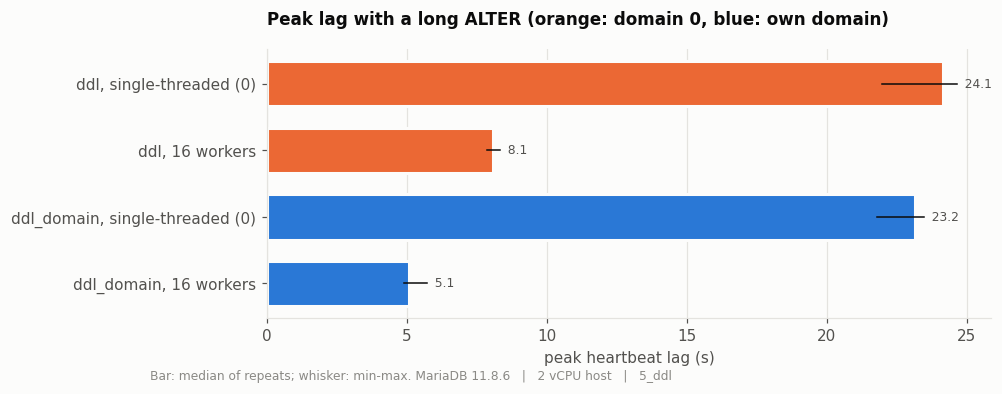 Peak lag with a long ALTER (orange: domain 0, blue: own domain)
ddl, single-threaded (0)
24.1
ddl, 16 workers
8.1
ddl_domain, single-threaded (0)
23.2
ddl_domain, 16 workers
5.1
0 5 10 15 20 25
peak heartbeat lag (s)
Bar: median of repeats; whisker: min-max. MariaDB 11.8.6 | 2 vCPU host | 5_ddl